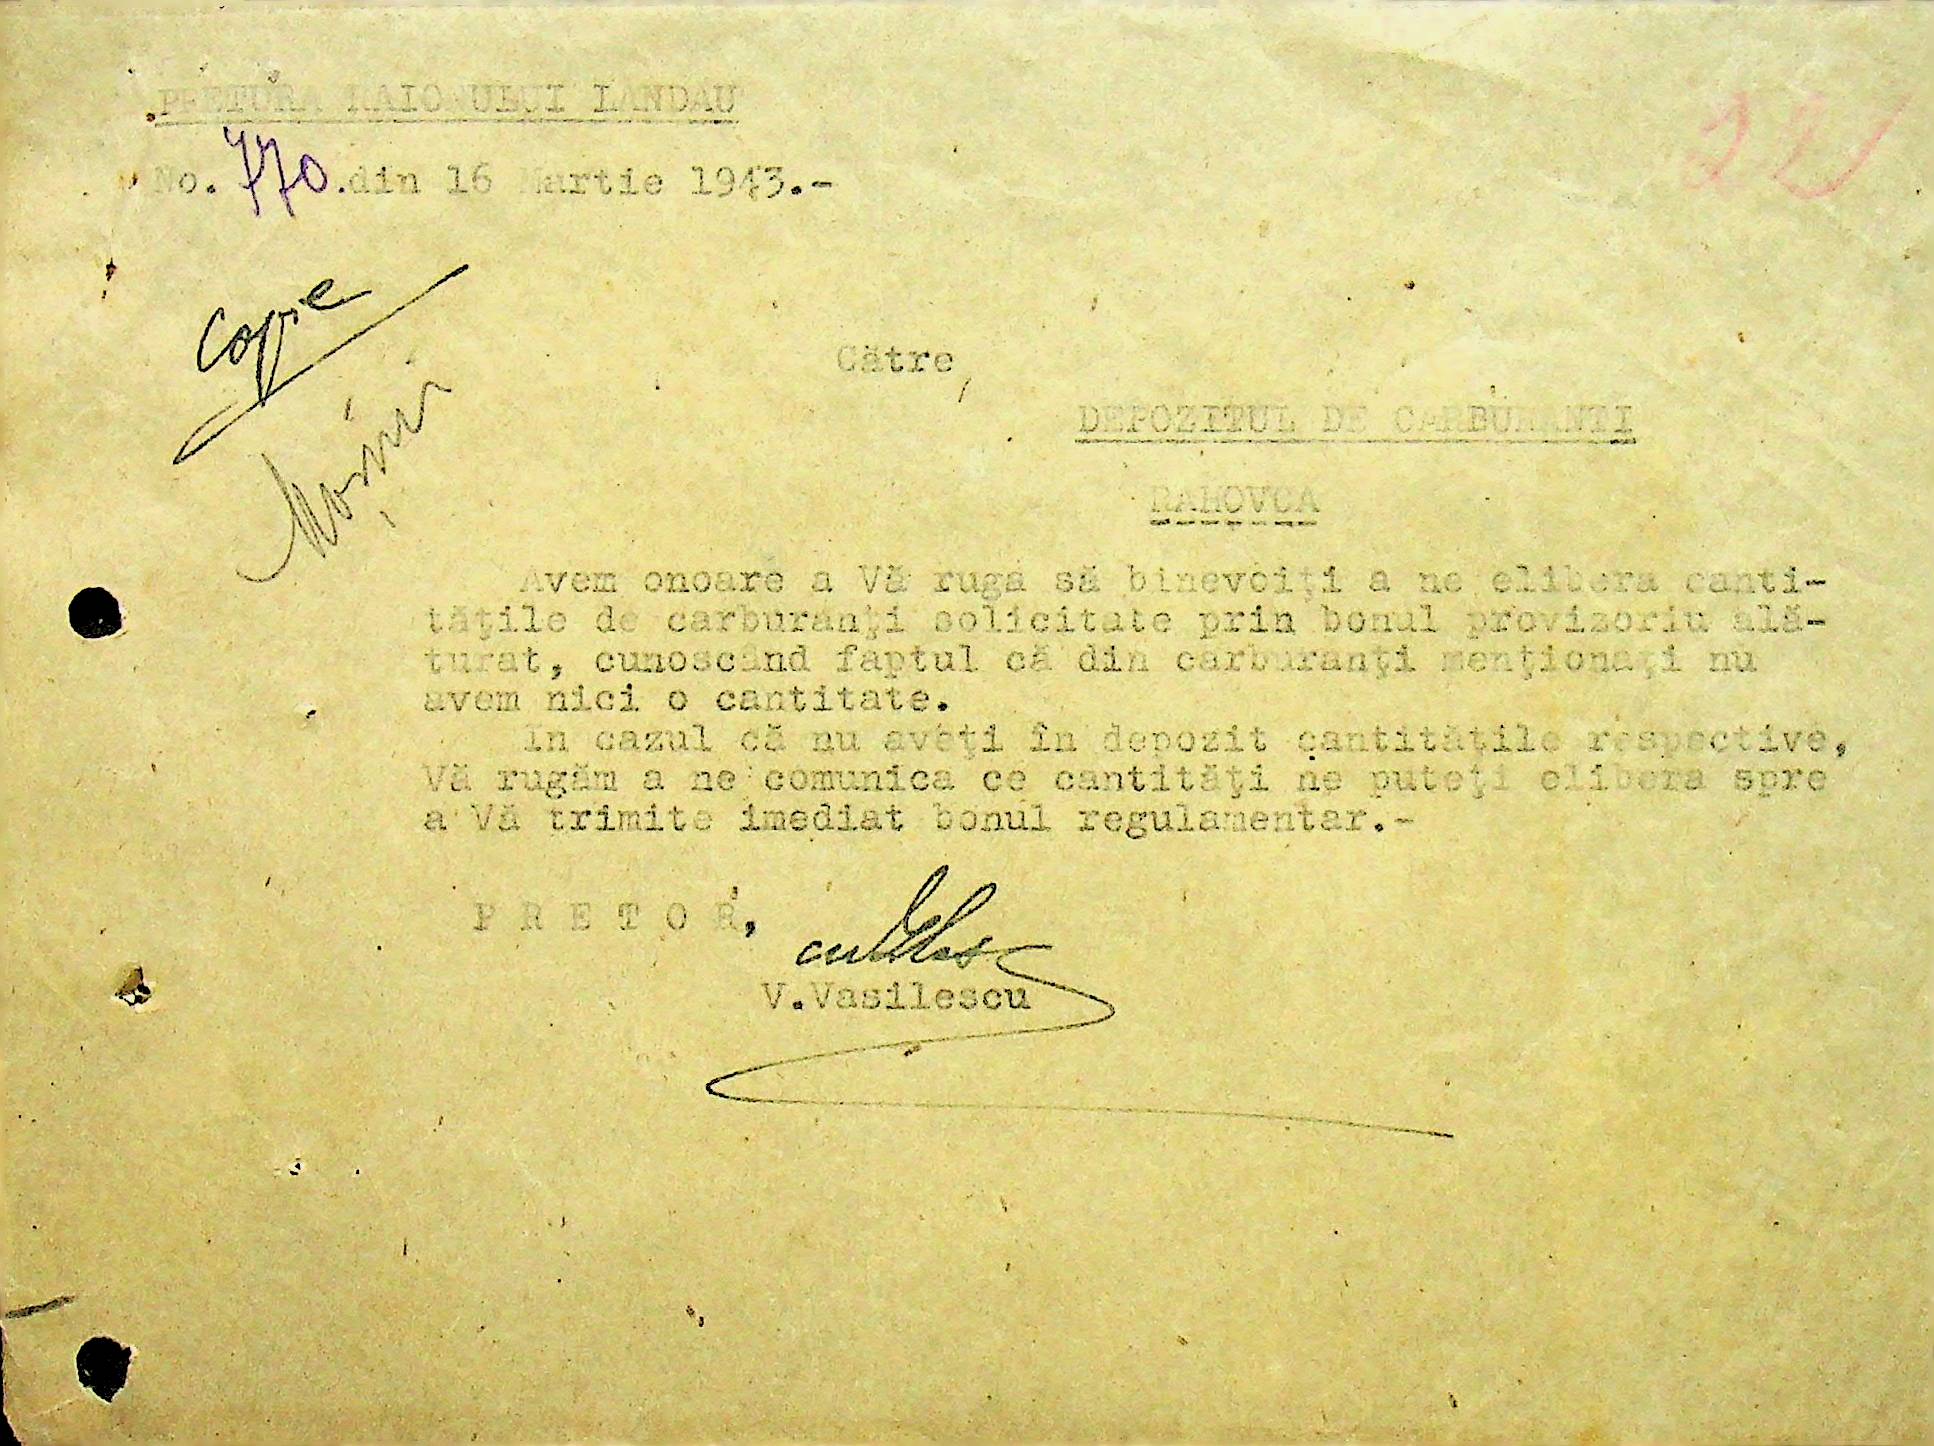 PRETURA RAIONULUI LANDAU
22
No. 770.din 16 Martie 1943.-
Copie
Către
DEPOZITUL DE CARBURANTI
RAHOVCA
Avem onoare a Vă ruga să binevoiţi a ne elibera canti-
tăţile de carburanţi solicitate prin bonul provizoriu ală-
turat, cunoscând faptul că din carburanţi menţionaţi nu
avem nici o cantitate.
In cazul că nu aveţi în depozit cantităţile respective,
Vă rugăm a ne comunica ce cantităţi ne puteţi elibera spre
a Vă trimite imediat bonul regulamentar.-
P R E T O R,
V.Vasilescu